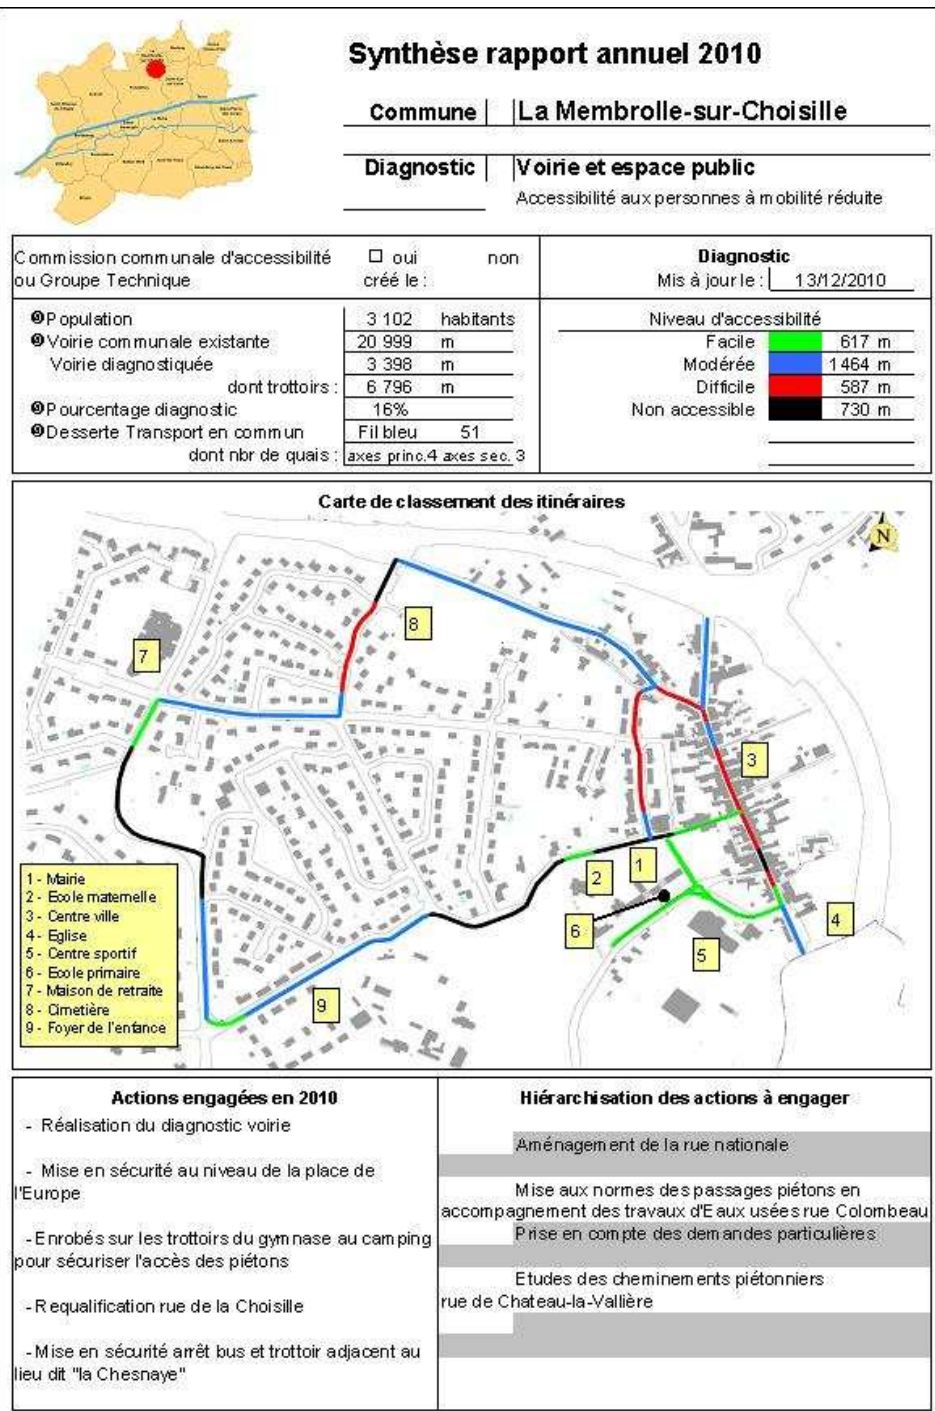 Synthèse rapport annuel 2010
Commune La Membrolle-sur-Choisille
Diagnostic Voirie et espace public
Accessibilité aux personnes à mobilité réduite
Commission communale d'accessibilité
ou Groupe Technique
oui non
créé le :
Diagnostic
Mis à jour le : 13/12/2010
Population 3 102 habitants
Voirie communale existante 20 999 m
Voirie diagnostiquée 3 398 m
dont trottoirs : 6 796 m
Pourcentage diagnostic 16%
Desserte Transport en commun Fil bleu 51
dont nbr de quais : axes princ.4 axes sec. 3
Niveau d'accessibilité
Facile 617 m
Modérée 1 464 m
Difficile 587 m
Non accessible 730 m
Carte de classement des itinéraires
N
8
7
3
1
2
4
6
5
9
1 - Mairie
2 - Ecole maternelle
3 - Centre ville
4 - Eglise
5 - Centre sportif
6 - Ecole primaire
7 - Maison de retraite
8 - Cimetière
9 - Foyer de l'enfance
Actions engagées en 2010
- Réalisation du diagnostic voirie
- Mise en sécurité au niveau de la place de
l'Europe
- Enrobés sur les trottoirs du gymnase au camping
pour sécuriser l'accès des piétons
- Requalification rue de la Choisille
- Mise en sécurité arrêt bus et trottoir adjacent au
lieu dit "la Chesnaye"
Hiérarchisation des actions à engager
Aménagement de la rue nationale
Mise aux normes des passages piétons en
accompagnement des travaux d'Eaux usées rue Colombeau
Prise en compte des demandes particulières
Etudes des cheminements piétonniers
rue de Chateau-la-Vallière